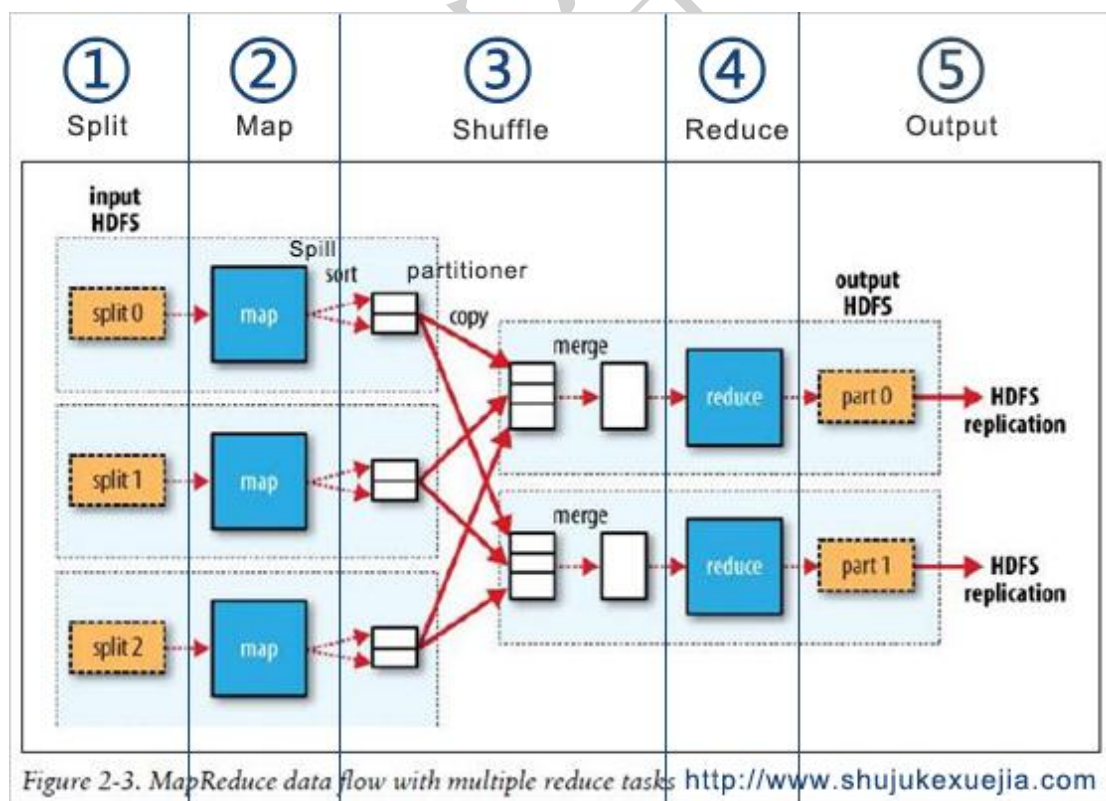 ① ② ③ ④ ⑤
Split Map Shuffle Reduce Output
input
HDFS
Spill
sort
partitioner
output
HDFS
split 0
map
copy
merge
reduce
part 0
HDFS
replication
split 1
map
merge
reduce
part 1
HDFS
replication
split 2
map
Figure 2-3. MapReduce data flow with multiple reduce tasks http://www.shujukexuejia.com